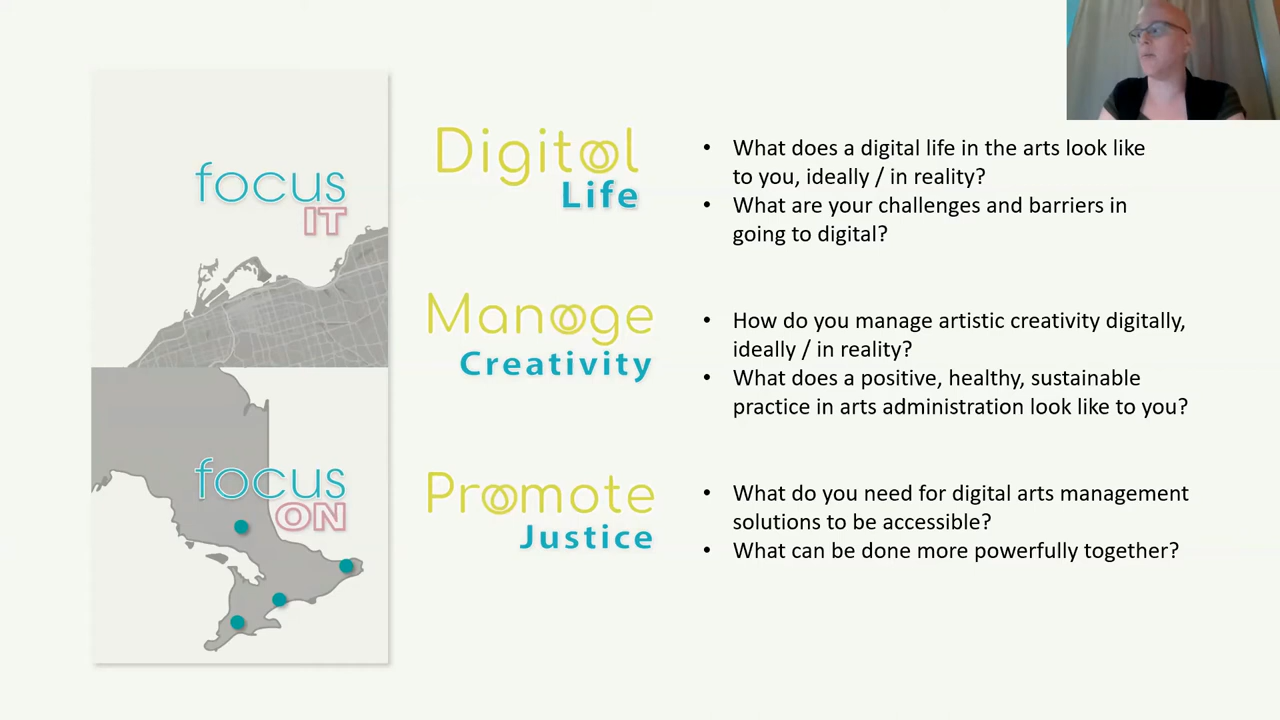 focus
IT
focus
ON
Digital
Life
What does a digital life in the arts look like
to you, ideally / in reality?
What are your challenges and barriers in
going to digital?
Manage
Creativity
How do you manage artistic creativity digitally,
ideally / in reality?
What does a positive, healthy, sustainable
practice in arts administration look like to you?
Promote
Justice
What do you need for digital arts management
solutions to be accessible?
What can be done more powerfully together?